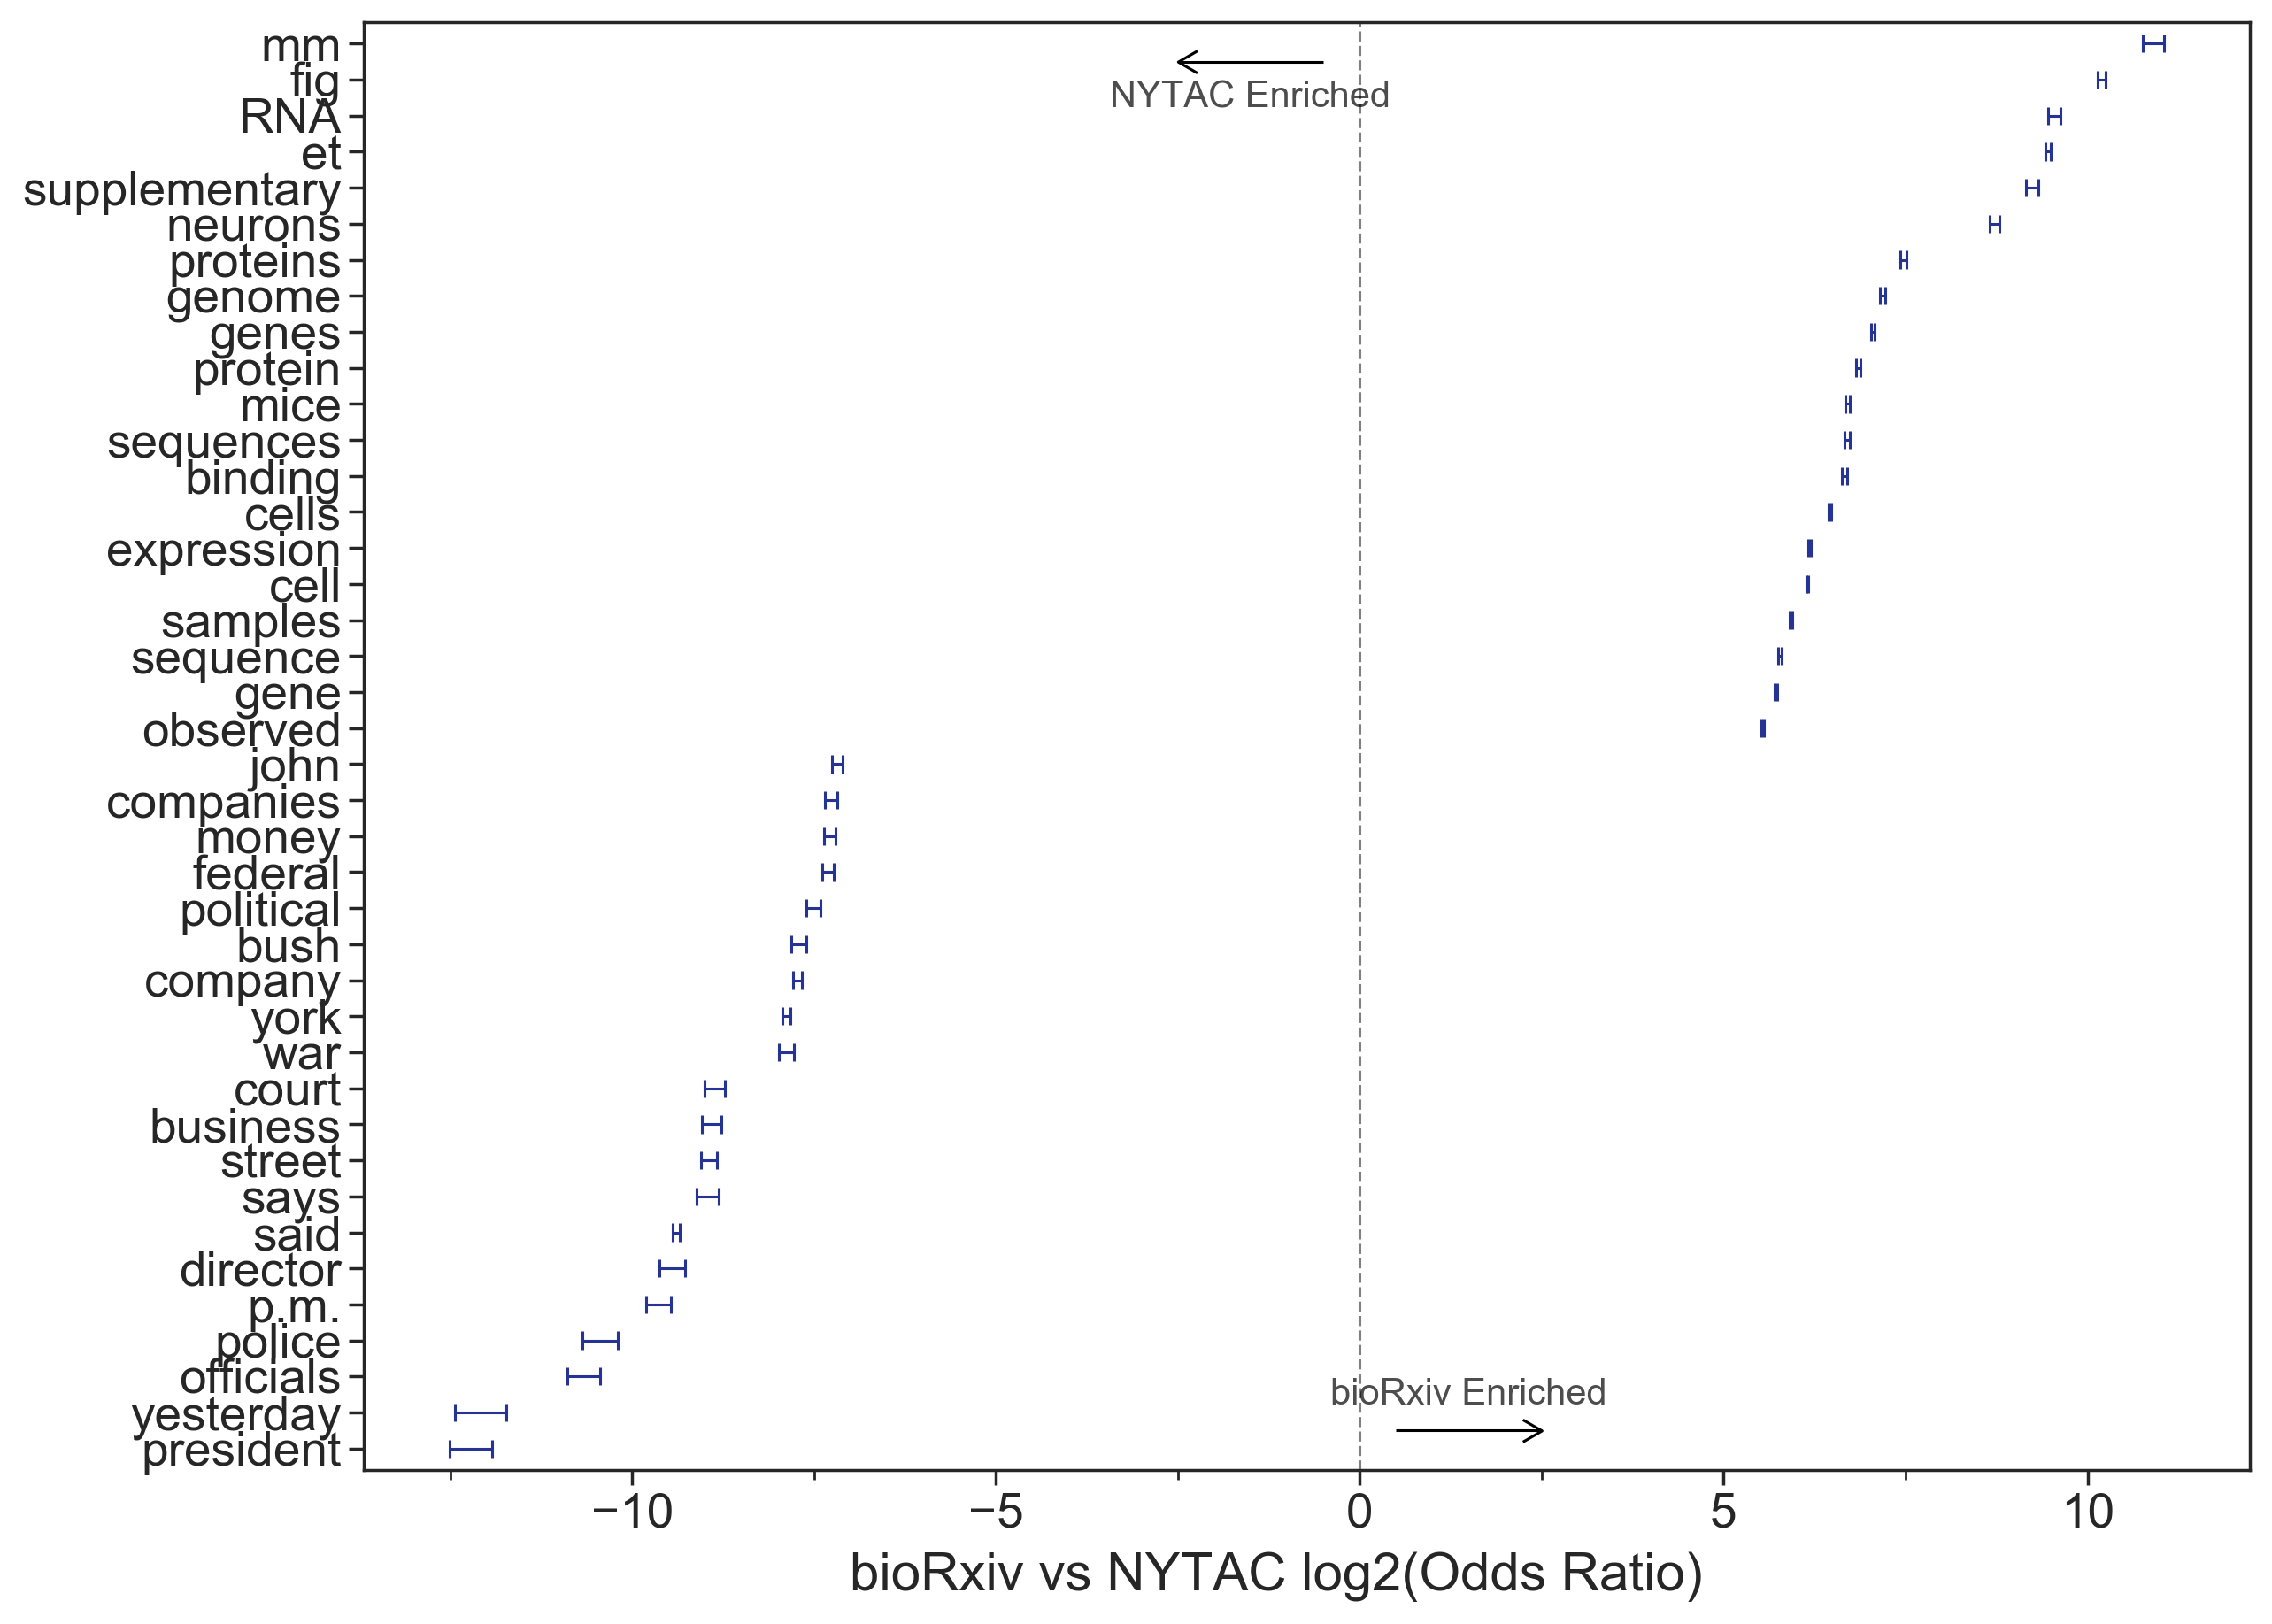 mm
fig
RNA
et
supplementary
neurons
proteins
genome
genes
protein
mice
sequences
binding
cells
expression
cell
samples
sequence
gene
observed
john
companies
money
federal
political
bush
company
york
war
court
business
street
says
said
director
p.m.
police
officials
yesterday
president
NYTAC Enriched
bioRxiv Enriched
−10 −5 0 5 10
bioRxiv vs NYTAC log2(Odds Ratio)